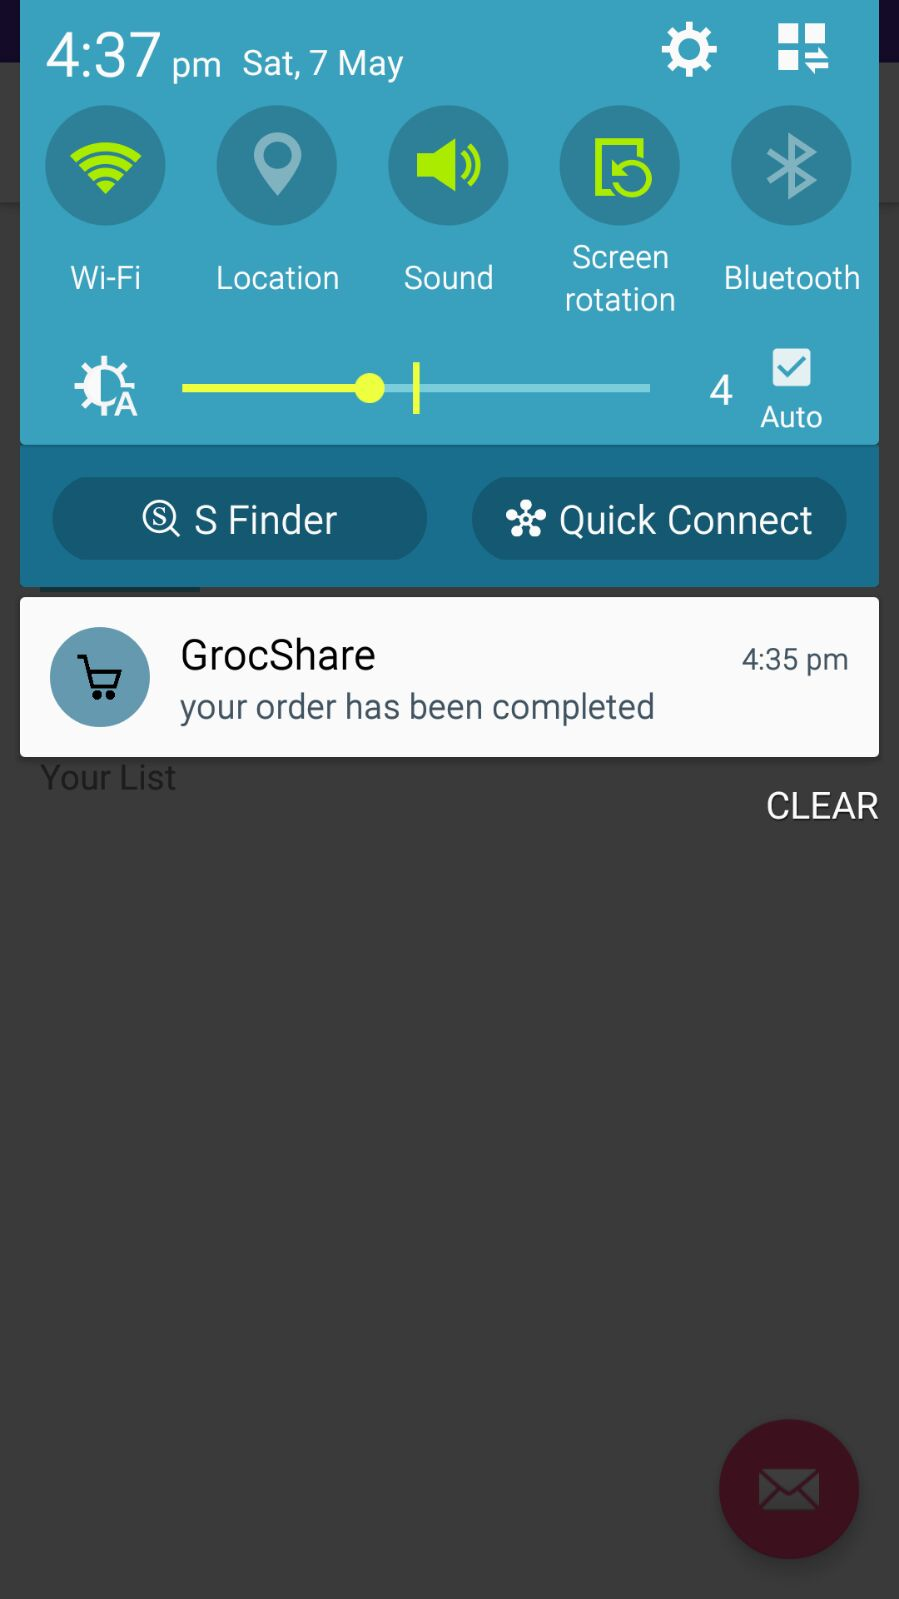 4:37 pm Sat, 7 May
Wi-Fi
Location
Sound
Screen
rotation
Bluetooth
A
4
Auto
S Finder
Quick Connect
GrocShare
4:35 pm
your order has been completed
Your List
CLEAR